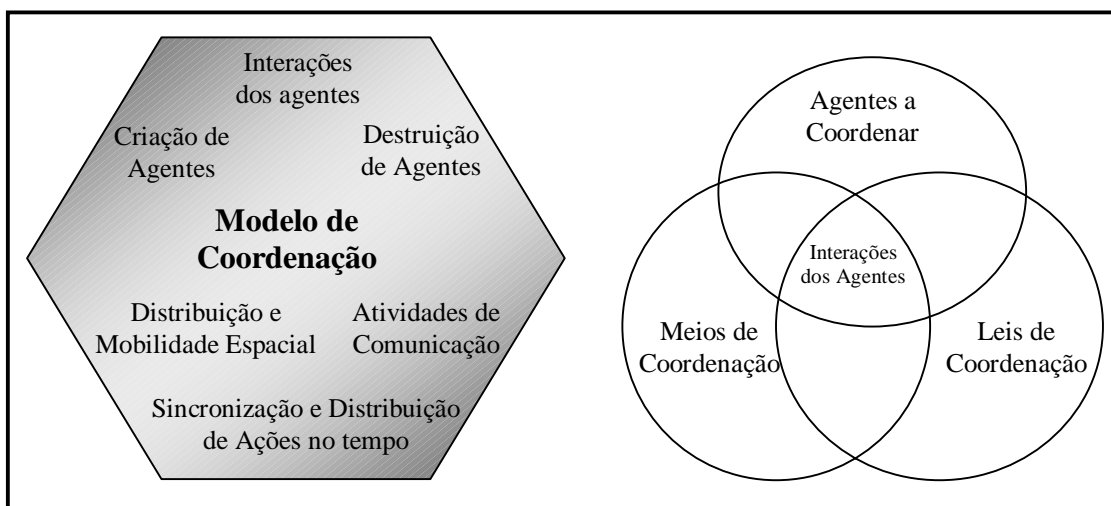 Interações
dos agentes
Criação de
Agentes
Destruição
de Agentes
Modelo de
Coordenação
Distribuição e
Mobilidade Espacial
Atividades de
Comunicação
Sincronização e Distribuição
de Ações no tempo
Agentes a
Coordenar
Interações
dos Agentes
Meios de
Coordenação
Leis de
Coordenação